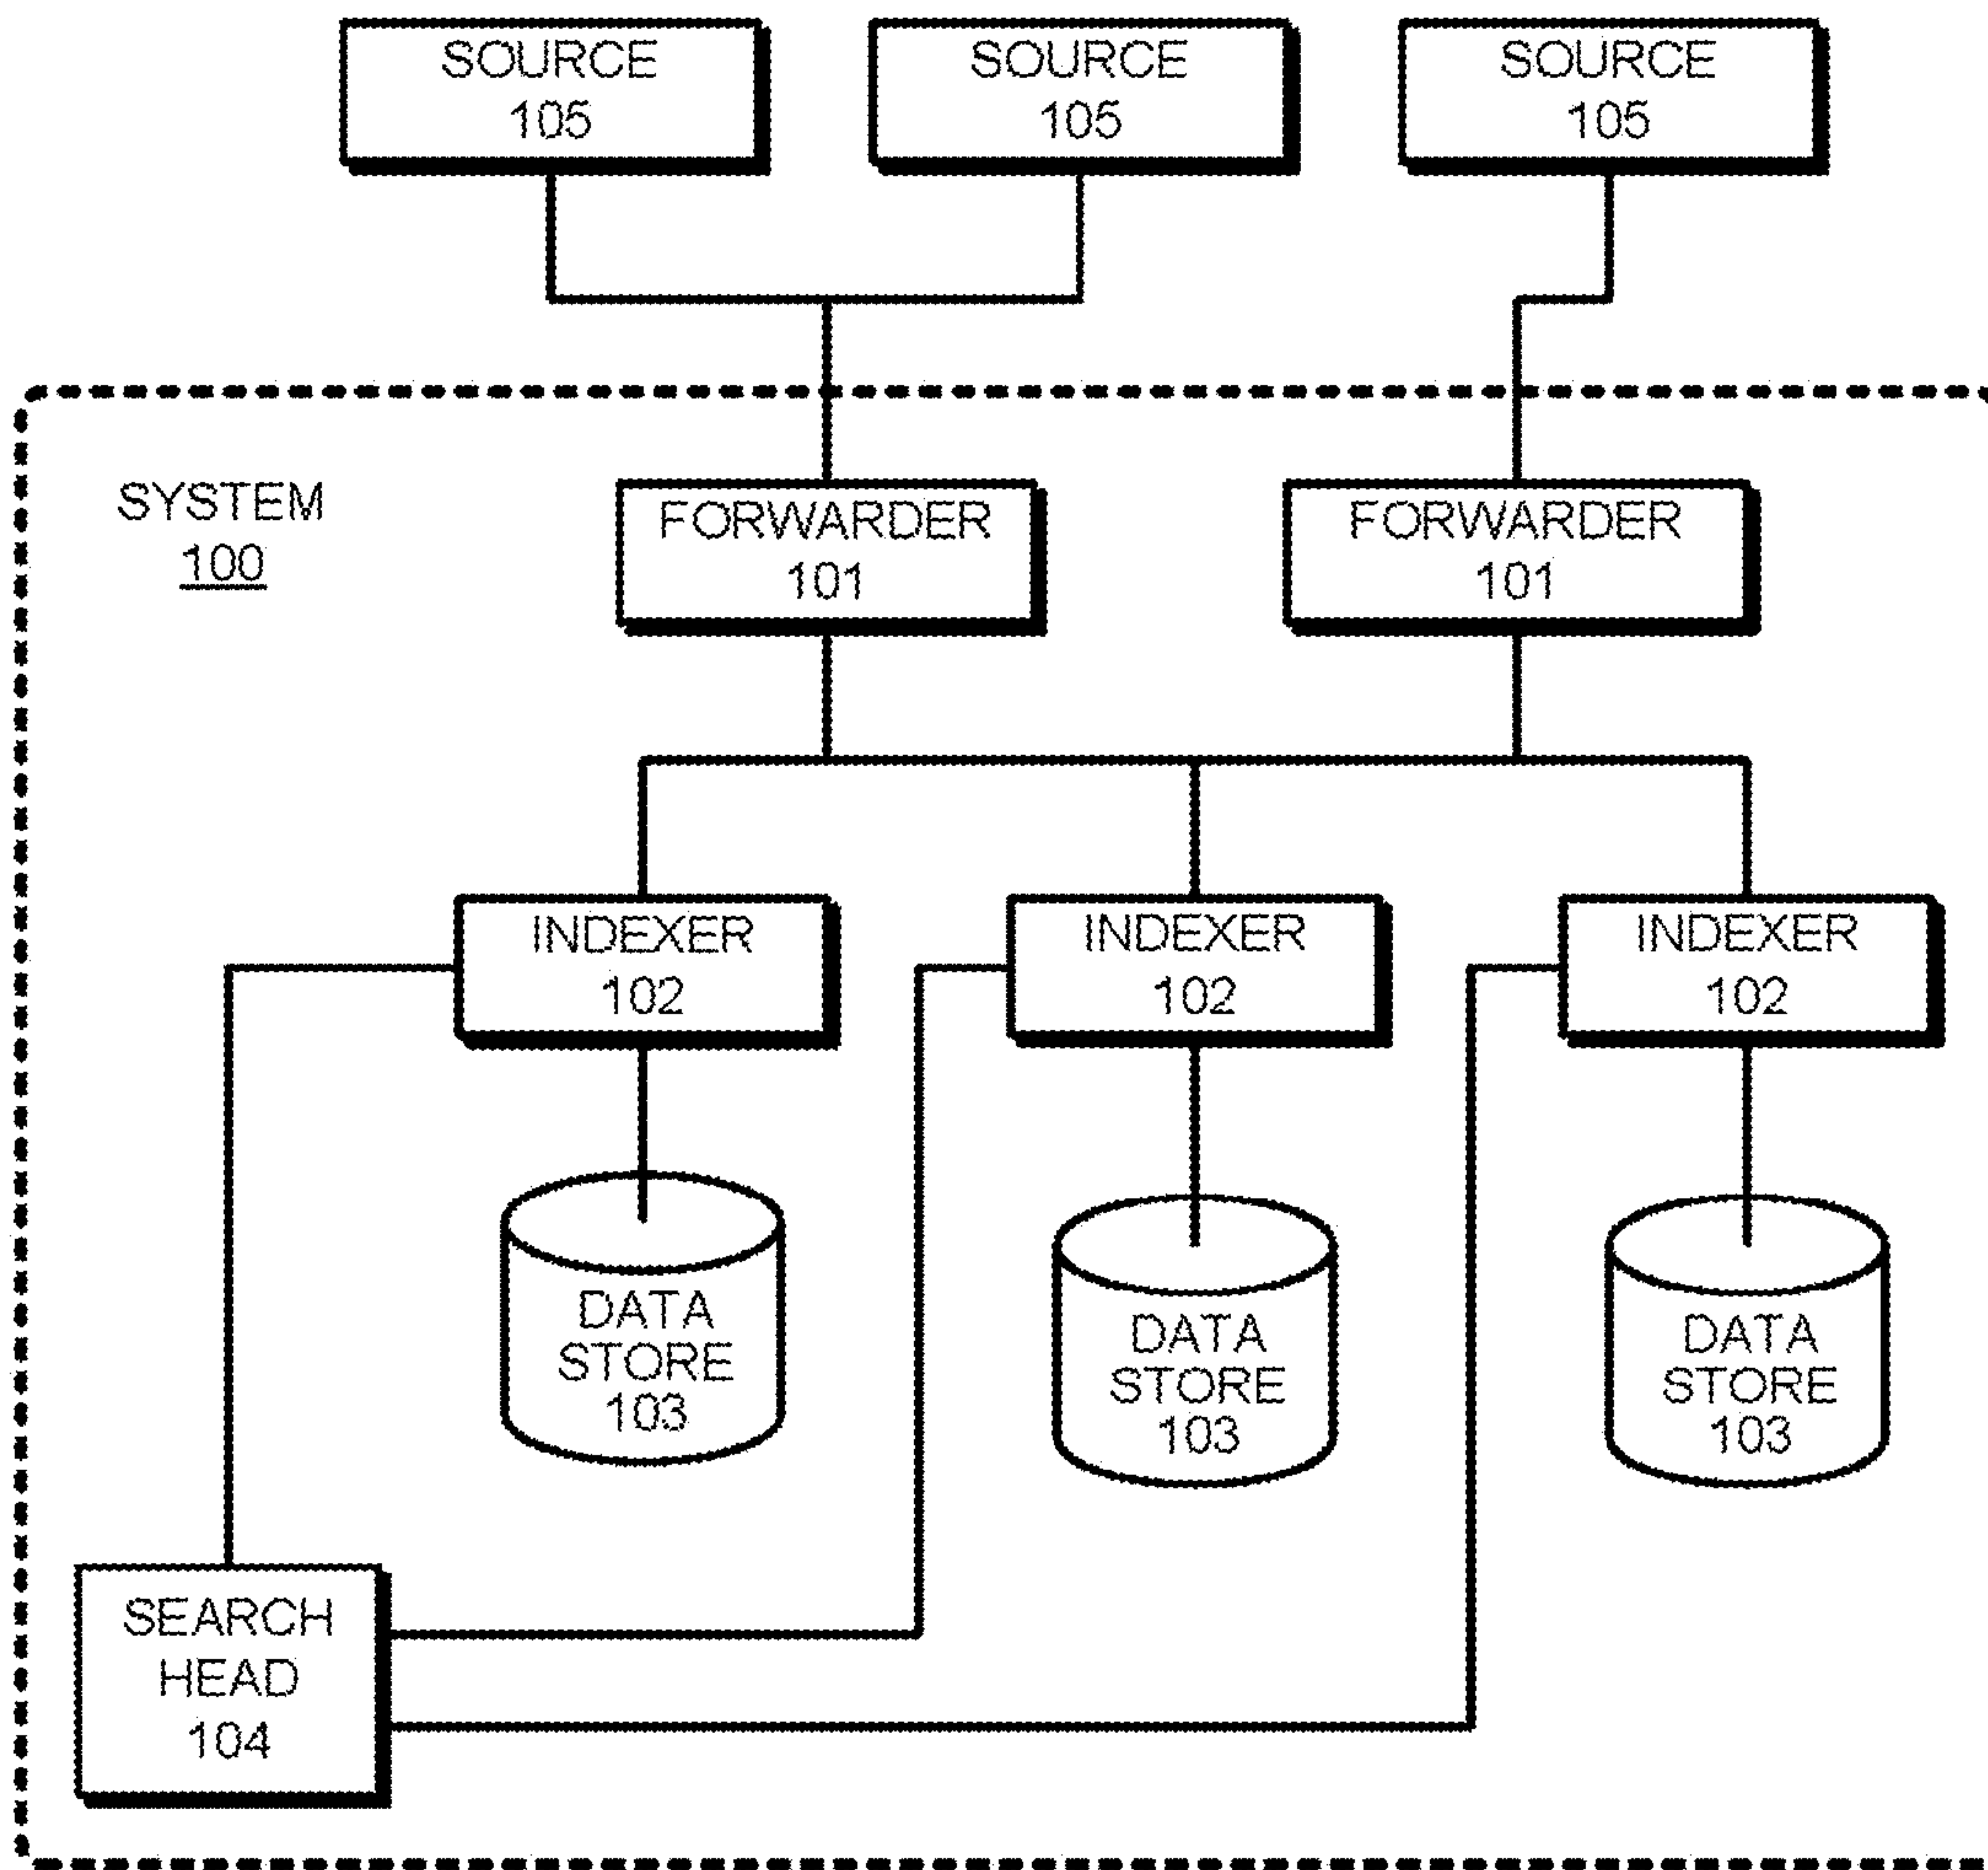 SOURCE
105
SOURCE
105
SOURCE
105
SYSTEM
100
FORWARDER
101
FORWARDER
101
INDEXER
102
INDEXER
102
INDEXER
102
DATA
STORE
103
DATA
STORE
103
DATA
STORE
103
SEARCH
HEAD
104